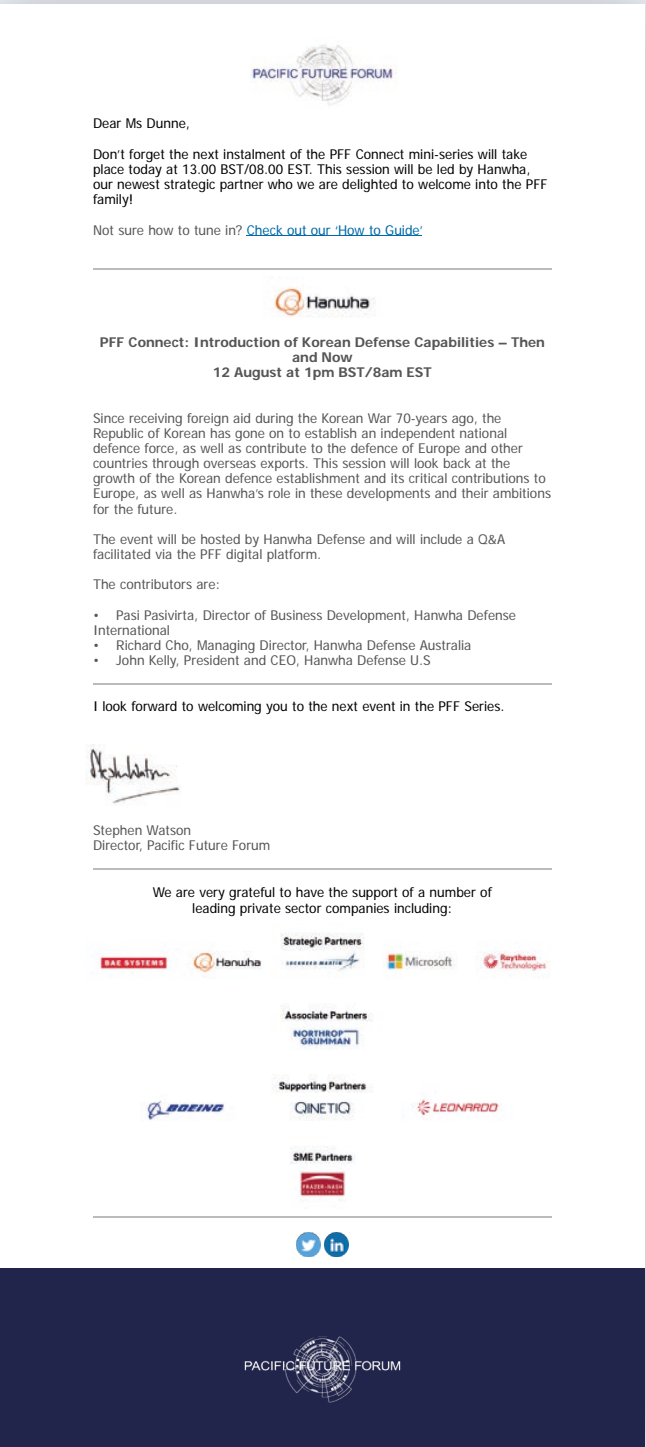 PACIFIC FUTURE FORUM
Dear Ms Dunne,
Don't forget the next instalment of the PFF Connect mini-series will take
place today at 13.00 BST/08.00 EST. This session will be led by Hanwha,
our newest strategic partner who we are delighted to welcome into the PFF
family!
Not sure how to tune in? Check out our 'How to Guide'
Hanwha
PFF Connect: Introduction of Korean Defense Capabilities – Then
and Now
12 August at 1pm BST/8am EST
Since receiving foreign aid during the Korean War 70-years ago, the
Republic of Korean has gone on to establish an independent national
defence force, as well as contribute to the defence of Europe and other
countries through overseas exports. This session will look back at the
growth of the Korean defence establishment and its critical contributions to
Europe, as well as Hanwha's role in these developments and their ambitions
for the future.
The event will be hosted by Hanwha Defense and will include a Q&A
facilitated via the PFF digital platform.
The contributors are:
• Pasi Pasivirta, Director of Business Development, Hanwha Defense
International
• Richard Cho, Managing Director, Hanwha Defense Australia
• John Kelly, President and CEO, Hanwha Defense U.S
I look forward to welcoming you to the next event in the PFF Series.
Stephen Watson
Stephen Watson
Director, Pacific Future Forum
We are very grateful to have the support of a number of
leading private sector companies including:
Strategic Partners
BAE SYSTEMS Hanwha LOCKHEED MARTIN Microsoft Raytheon
Technologies
Associate Partners
NORTHROP
GRUMMAN
Supporting Partners
BOEING QINETIQ LEONARDO
SME Partners
FRAZER-NASH
CONSULTANCY
in
PACIFIC FUTURE FORUM